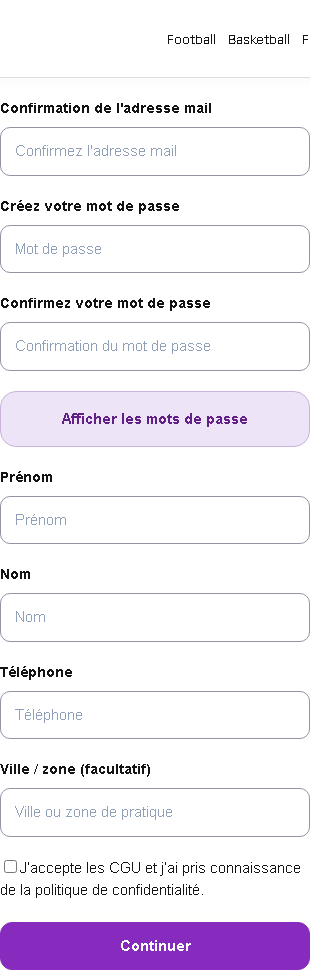 Football Basketball F
Confirmation de l'adresse mail
Confirmez l'adresse mail
Créez votre mot de passe
Mot de passe
Confirmez votre mot de passe
Confirmation du mot de passe
Afficher les mots de passe
Prénom
Prénom
Nom
Nom
Téléphone
Téléphone
Ville / zone (facultatif)
Ville ou zone de pratique
J'accepte les CGU et j'ai pris connaissance
de la politique de confidentialité.
Continuer